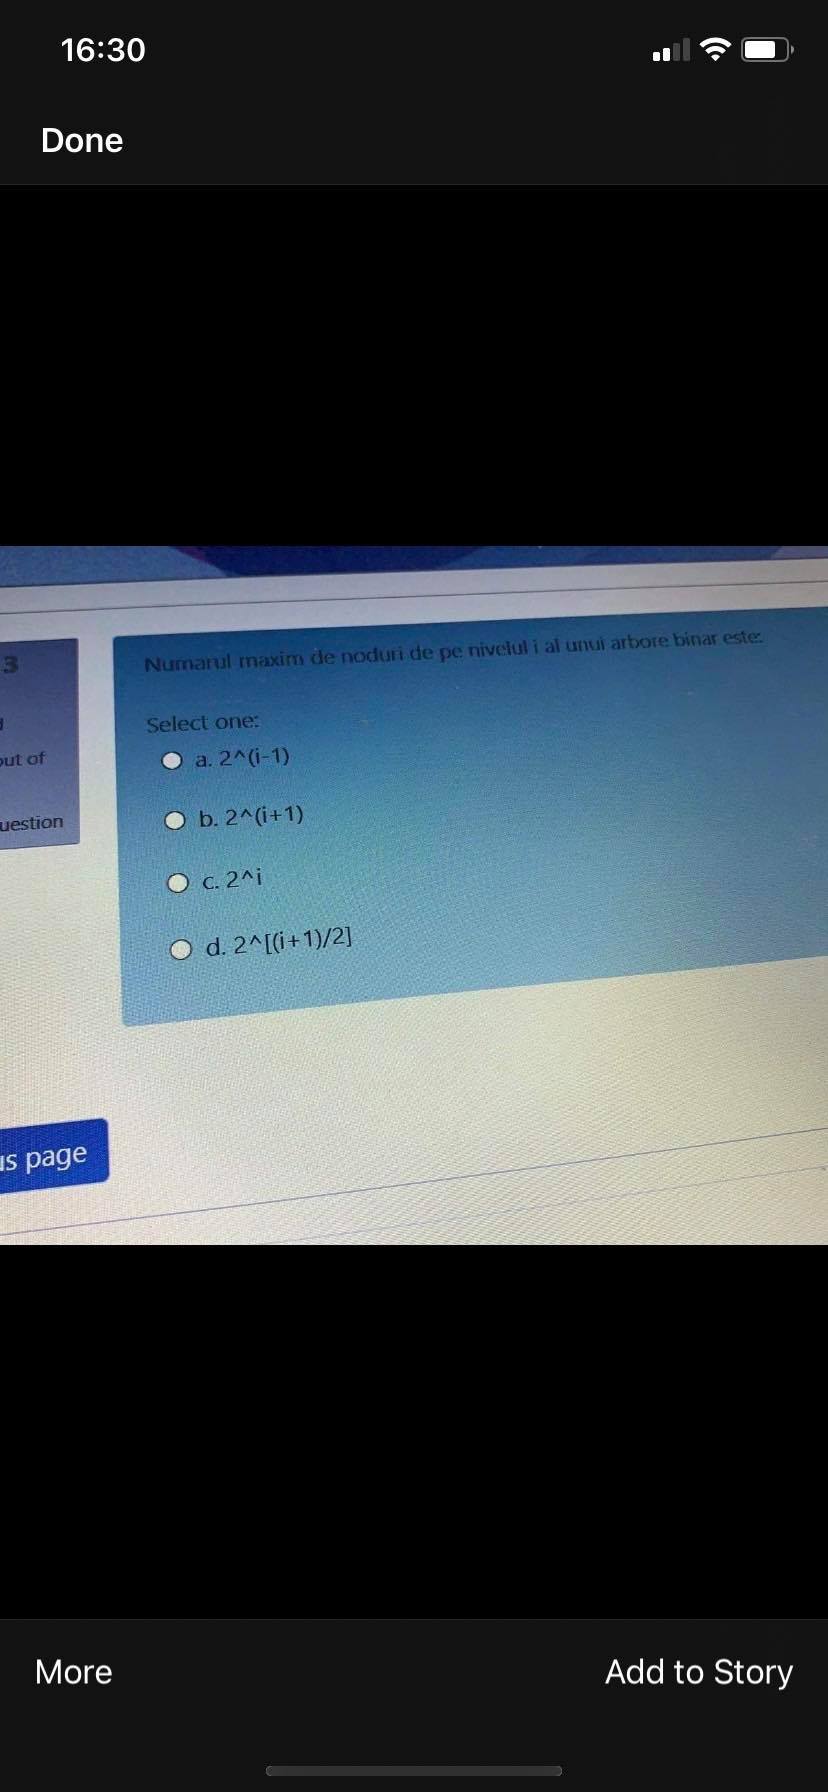 16:30
Done
3
out of
uestion
Numarul maxim de noduri de pe nivelul i al unui arbore binar este:
Select one:
a. 2^(i-1)
b. 2^(i+1)
c. 2^i
d. 2^[(i+1)/2]
us page
More
Add to Story